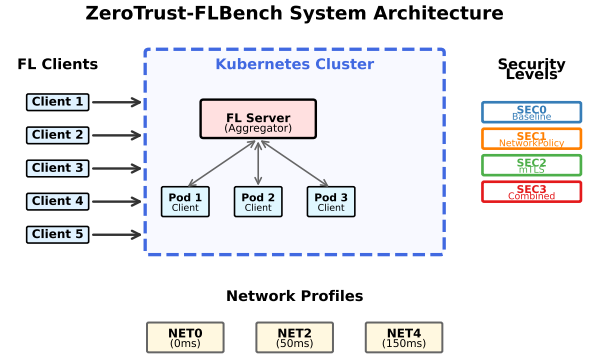 ZeroTrust-FLBench System Architecture
FL Clients
Kubernetes Cluster
Security
Levels
Client 1
Client 2
Client 3
Client 4
Client 5
FL Server
(Aggregator)
Pod 1
Client
Pod 2
Client
Pod 3
Client
SEC0
Baseline
SEC1
NetworkPolicy
SEC2
mTLS
SEC3
Combined
Network Profiles
NET0
(0ms)
NET2
(50ms)
NET4
(150ms)